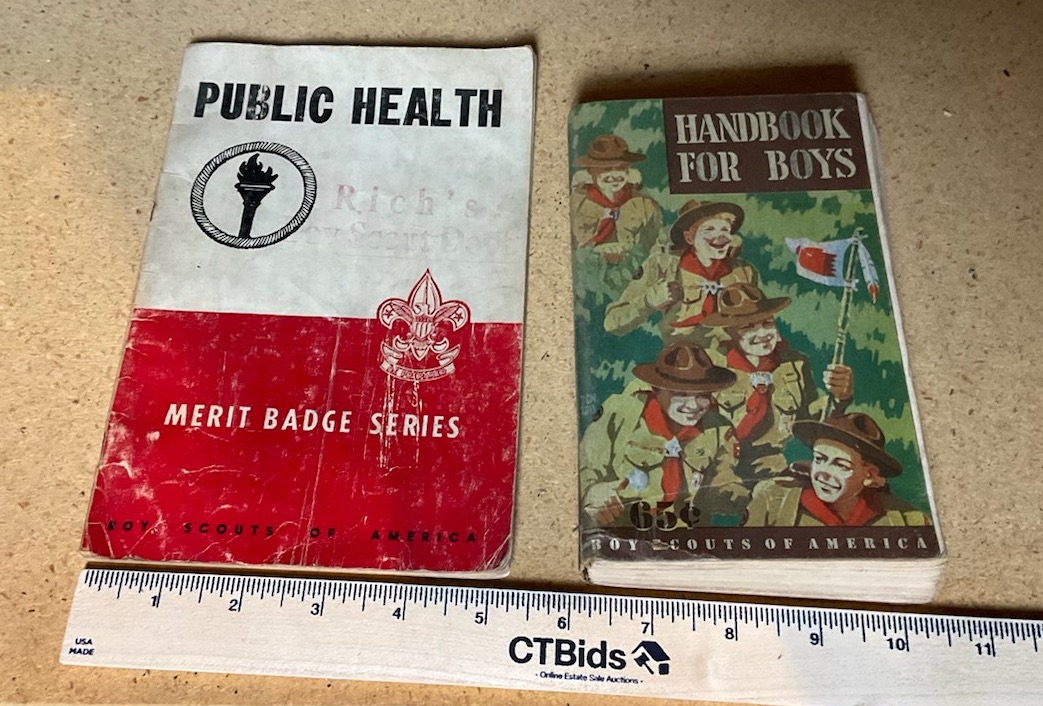 PUBLIC HEALTH
Rich's
MERIT BADGE SERIES
BOY SCOUTS OF AMERICA
HANDBOOK
FOR BOYS
65¢
BOY SCOUTS OF AMERICA
1 2 3 4 5 6 7 8 9 10 11
USA
MADE
CTBids
- Online Estate Sale Auctions -